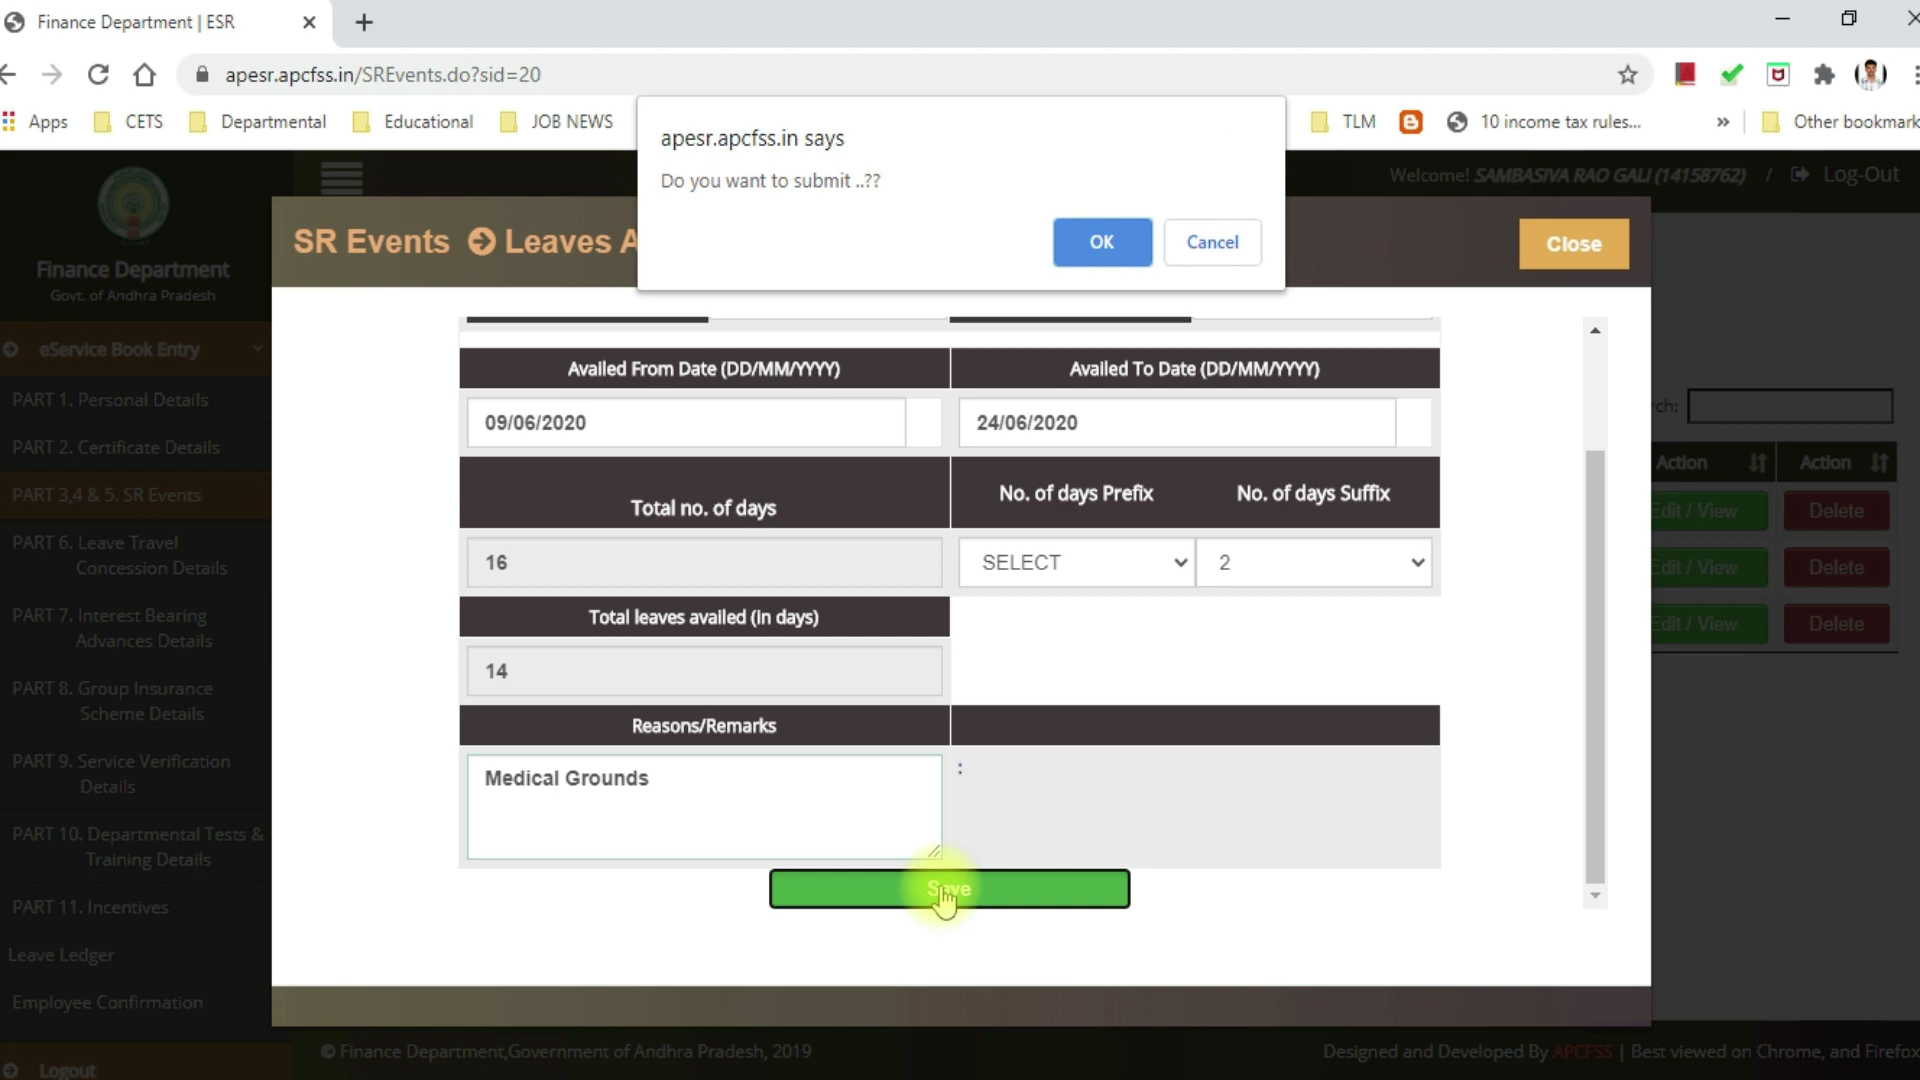 Finance Department | ESR
apesr.apcfss.in/SREvents.do?sid=20
Apps
CETS
Departmental
Educational
JOB NEWS
TLM
10 income tax rules...
»
Other bookmark
apesr.apcfss.in says
Do you want to submit ..??
OK
Cancel
Welcome! SAMBASIVA RAO GALI (14158762) / Log-Out
Finance Department
Govt. of Andhra Pradesh
SR Events Leaves A
Close
eService Book Entry
PART 1. Personal Details
PART 2. Certificate Details
PART 3,4 & 5. SR Events
PART 6. Leave Travel
Concession Details
PART 7. Interest Bearing
Advances Details
PART 8. Group Insurance
Scheme Details
PART 9. Service Verification
Details
PART 10. Departmental Tests &
Training Details
PART 11. Incentives
Leave Ledger
Employee Confirmation
Logout
Availed From Date (DD/MM/YYYY)
Availed To Date (DD/MM/YYYY)
09/06/2020
24/06/2020
Total no. of days
No. of days Prefix
No. of days Suffix
16
SELECT
2
Total leaves availed (in days)
14
Reasons/Remarks
Medical Grounds
:
Save
rch:
Action
Action
Edit / View
Delete
Edit / View
Delete
Edit / View
Delete
© Finance Department,Government of Andhra Pradesh, 2019
Designed and Developed By APCFSS | Best viewed on Chrome, and Firefox